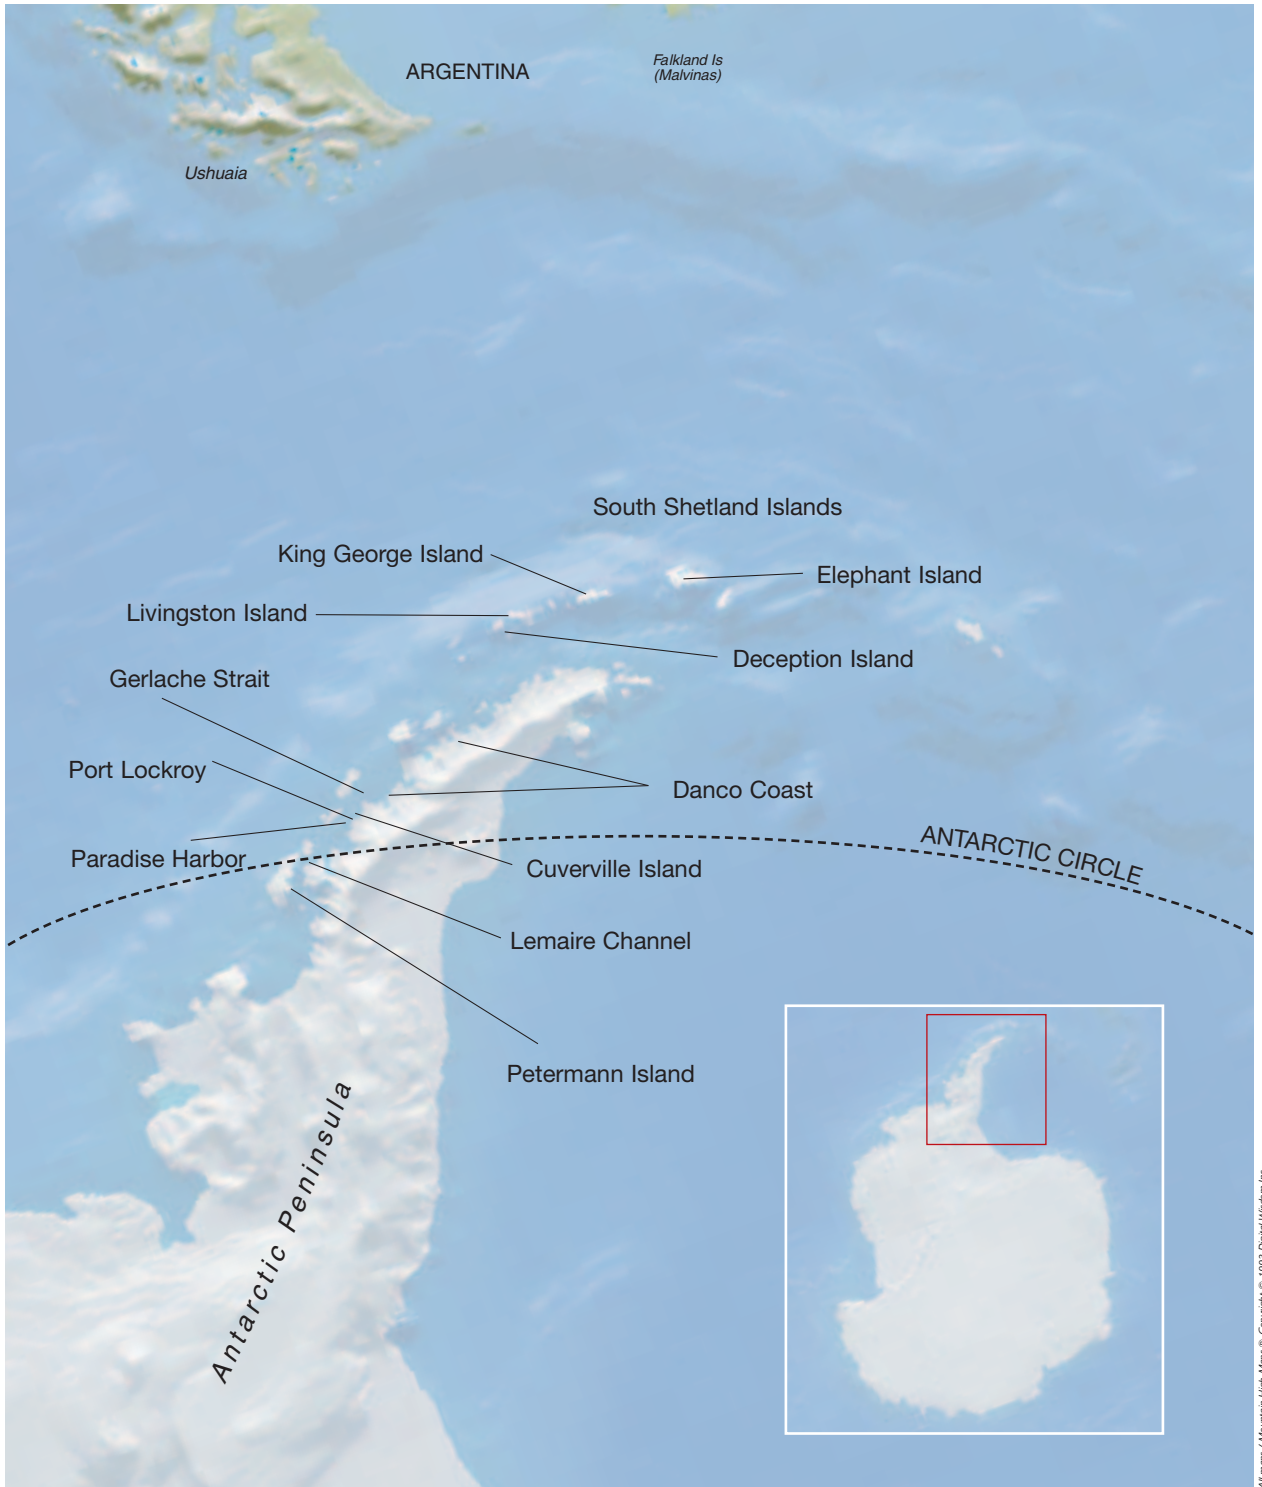 ARGENTINA
Falkland Is
(Malvinas)
Ushuaia
South Shetland Islands
King George Island
Elephant Island
Livingston Island
Deception Island
Gerlache Strait
Port Lockroy
Danco Coast
ANTARCTIC CIRCLE
Paradise Harbor
Cuverville Island
Lemaire Channel
Petermann Island
Antarctic Peninsula